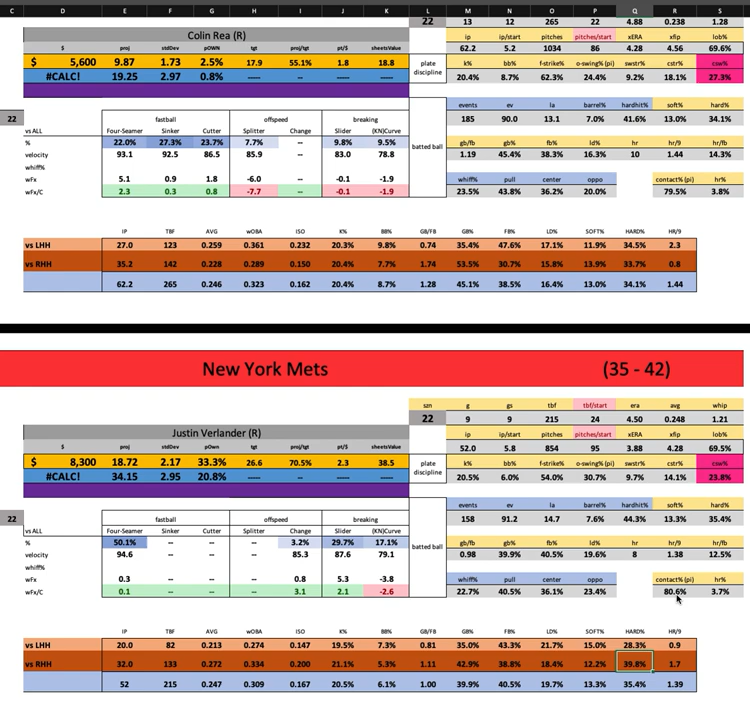 C D E F G H I J K L M N O P Q R S
22 13 12 265 22 4.88 0.238 1.28
Colin Rea (R) ip ip/start pitches pitches/start xERA xfip lob%
$ proj stdDev pOWN tgt proj/tgt pt/$ sheetsValue 62.2 5.2 1034 86 4.28 4.56 69.6%
$ 5,600 9.87 1.73 2.5% 17.9 55.1% 1.8 18.8 plate discipline k% bb% f-strike% o-swing% (pi) swstr% cstr% csw%
#CALC! 19.25 2.97 0.8% ---- -- ---- 20.4% 8.7% 62.3% 24.4% 9.2% 18.1% 27.3%
events ev la barrel% hardhit% soft% hard%
22 fastball offspeed breaking 185 90.0 13.1 7.0% 41.6% 13.0% 34.1%
vs ALL Four-Seamer Sinker Cutter Splitter Change Slider (KN)Curve
% 22.0% 27.3% 23.7% 7.7% -- 9.8% 9.5% batted ball gb/fb gb% fb% ld% hr hr/9 hr/fb
velocity 93.1 92.5 86.5 85.9 -- 83.0 78.8 1.19 45.4% 38.3% 16.3% 10 1.44 14.3%
whiff%
wFx 5.1 0.9 1.8 -6.0 -0.1 -1.9 whiff% pull center oppo contact% (pi) hr%
wFx/C 2.3 0.3 0.8 -7.7 -- -0.1 -1.9 23.5% 43.8% 36.2% 20.0% 79.5% 3.8%
IP TBF AVG wOBA ISO K% BB% GB/FB GB% FB% LD% SOFT% HARD% HR/9
vs LHH 27.0 123 0.259 0.361 0.232 20.3% 9.8% 0.74 35.4% 47.6% 17.1% 11.9% 34.5% 2.3
vs RHH 35.2 142 0.228 0.289 0.150 20.4% 7.7% 1.74 53.5% 30.7% 15.8% 13.9% 33.7% 0.8
62.2 265 0.246 0.323 0.162 20.4% 8.7% 1.28 45.1% 38.5% 16.4% 13.0% 34.1% 1.44
New York Mets (35 - 42)
szn g gs tbf tbf/start era avg whip
22 9 9 215 24 4.50 0.248 1.21
Justin Verlander (R) ip ip/start pitches pitches/start xERA xfip lob%
$ proj stdDev pOwn tgt proj/tgt pt/$ sheetsValue 52.0 5.8 854 95 3.88 4.28 69.5%
$ 8,300 18.72 2.17 33.3% 26.6 70.5% 2.3 38.5 plate discipline k% bb% f-strike% o-swing% (pi) swstr% cstr% csw%
#CALC! 34.15 2.95 20.8% ---- -- ---- 20.5% 6.0% 54.0% 30.7% 9.7% 14.1% 23.8%
events ev la barrel% hardhit% soft% hard%
22 fastball offspeed breaking 158 91.2 14.7 7.6% 44.3% 13.3% 35.4%
vs ALL Four-Seamer Sinker Cutter Splitter Change Slider (KN)Curve
% 50.1% -- -- -- 3.2% 29.7% 17.1% batted ball gb/fb gb% fb% ld% hr hr/9 hr/fb
velocity 94.6 -- -- -- 85.3 87.6 79.1 0.98 39.9% 40.5% 19.6% 8 1.38 12.5%
whiff%
wFx 0.3 0.8 5.3 -3.8 whiff% pull center oppo contact% (pi) hr%
wFx/C 0.1 -- -- -- 3.1 2.1 -2.6 22.7% 40.5% 36.1% 23.4% 80.6% 3.7%
IP TBF AVG wOBA ISO K% BB% GB/FB GB% FB% LD% SOFT% HARD% HR/9
vs LHH 20.0 82 0.213 0.274 0.147 19.5% 7.3% 0.81 35.0% 43.3% 21.7% 15.0% 28.3% 0.9
vs RHH 32.0 133 0.272 0.334 0.200 21.1% 5.3% 1.11 42.9% 38.8% 18.4% 12.2% 39.8% 1.7
52 215 0.247 0.309 0.167 20.5% 6.1% 1.00 39.9% 40.5% 19.7% 13.3% 35.4% 1.39